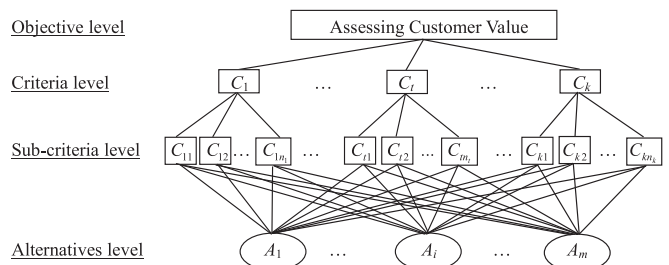 Objective level Assessing Customer Value
Criteria level C₁ ... Cₜ ... Cₖ
Sub-criteria level C₁₁ C₁₂ ... C₁ₙ₁ ... Cₜ₁ Cₜ₂ ... Cₜₙₜ ... Cₖ₁ Cₖ₂ ... Cₖₙₖ
Alternatives level A₁ ... Aᵢ ... Aₘ